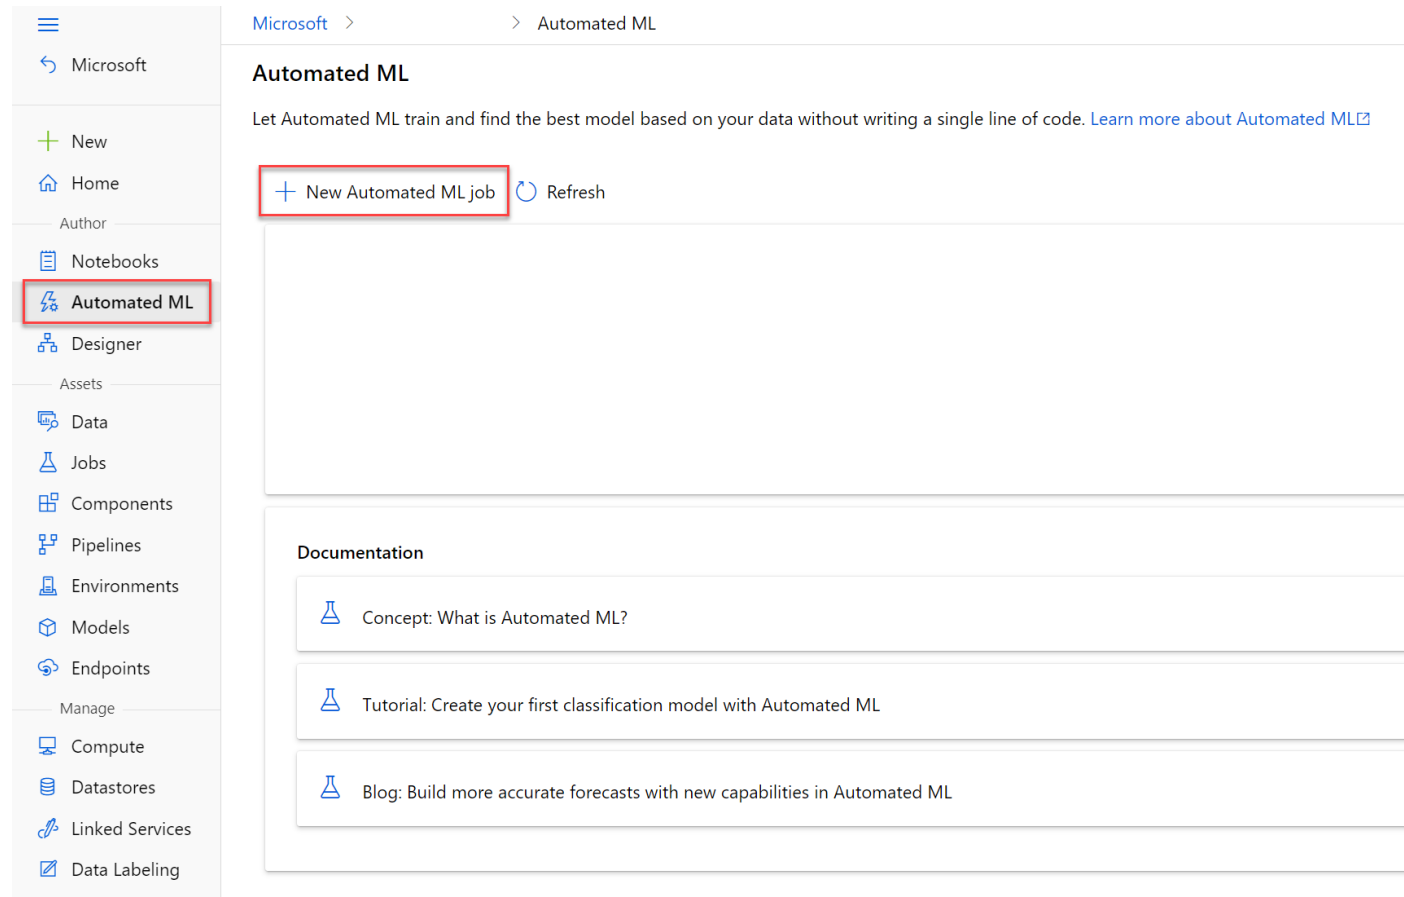 Microsoft
New
Home
Author
Notebooks
Automated ML
Designer
Assets
Data
Jobs
Components
Pipelines
Environments
Models
Endpoints
Manage
Compute
Datastores
Linked Services
Data Labeling
Microsoft > > Automated ML
Automated ML
Let Automated ML train and find the best model based on your data without writing a single line of code. Learn more about Automated ML
New Automated ML job Refresh
Documentation
Concept: What is Automated ML?
Tutorial: Create your first classification model with Automated ML
Blog: Build more accurate forecasts with new capabilities in Automated ML